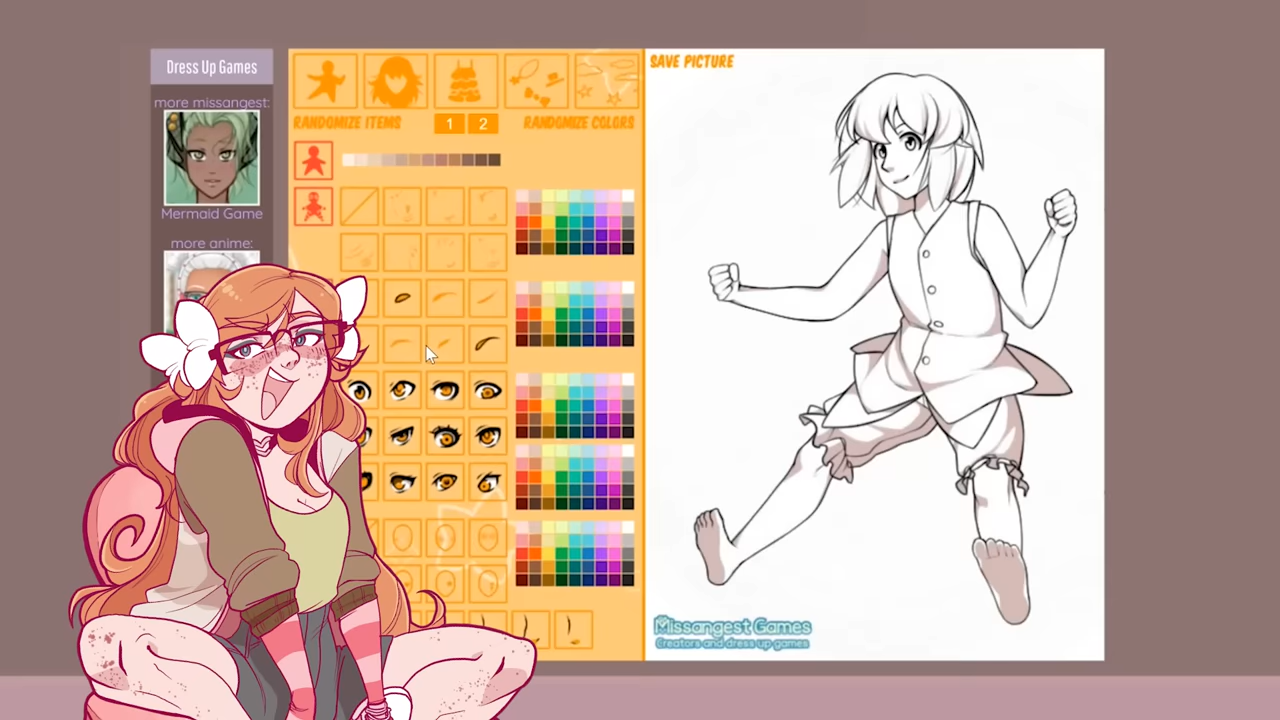 Dress Up Games
more missangest:
Mermaid Game
more anime:
RANDOMIZE ITEMS
1
2
RANDOMIZE COLORS
SAVE PICTURE
Missangest Games
Creators and dress up games